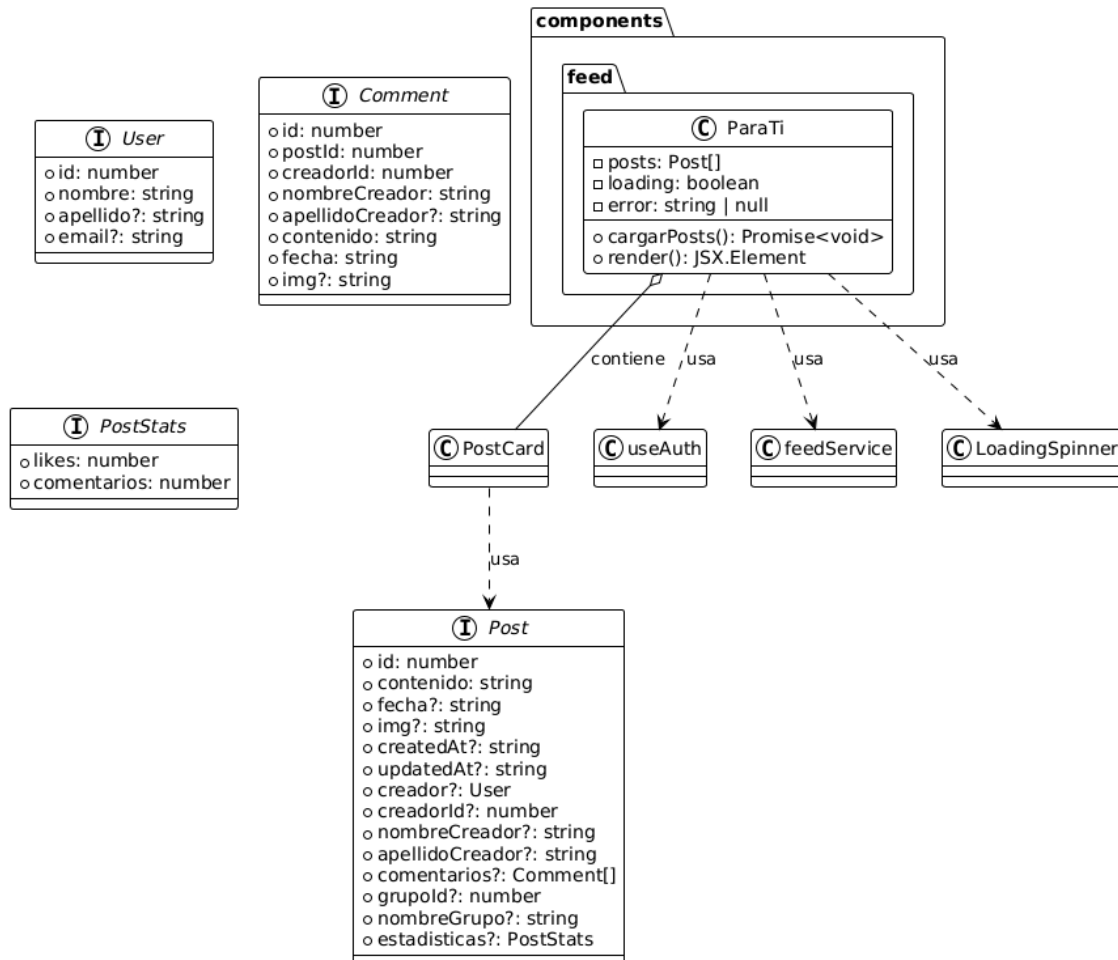 components
feed
I User
id: number
nombre: string
apellido?: string
email?: string
I Comment
id: number
postId: number
creadorId: number
nombreCreador: string
apellidoCreador?: string
contenido: string
fecha: string
img?: string
C ParaTi
posts: Post[]
loading: boolean
error: string | null
cargarPosts(): Promise<void>
render(): JSX.Element
contiene
usa
usa
usa
I PostStats
likes: number
comentarios: number
C PostCard
C useAuth
C feedService
C LoadingSpinner
usa
I Post
id: number
contenido: string
fecha?: string
img?: string
createdAt?: string
updatedAt?: string
creador?: User
creadorId?: number
nombreCreador?: string
apellidoCreador?: string
comentarios?: Comment[]
grupoId?: number
nombreGrupo?: string
estadisticas?: PostStats